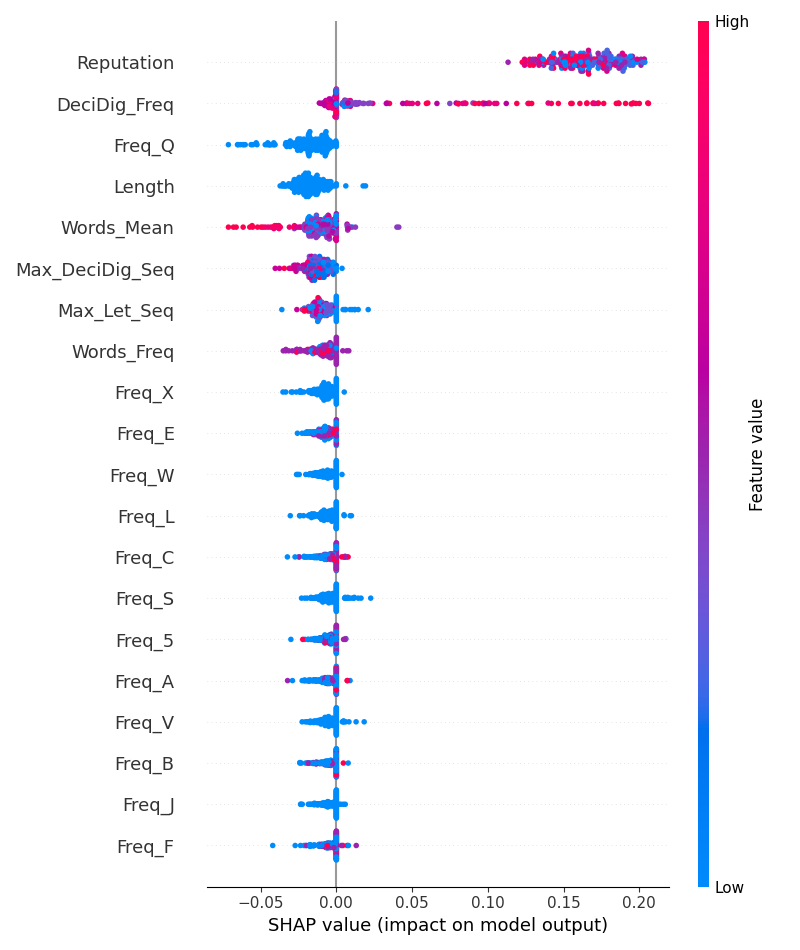 High
Reputation
DeciDig_Freq
Freq_Q
Length
Words_Mean
Max_DeciDig_Seq
Max_Let_Seq
Words_Freq
Freq_X
Freq_E
Freq_W
Freq_L
Freq_C
Freq_S
Freq_5
Freq_A
Freq_V
Freq_B
Freq_J
Freq_F
Feature value
Low
−0.05 0.00 0.05 0.10 0.15 0.20
SHAP value (impact on model output)